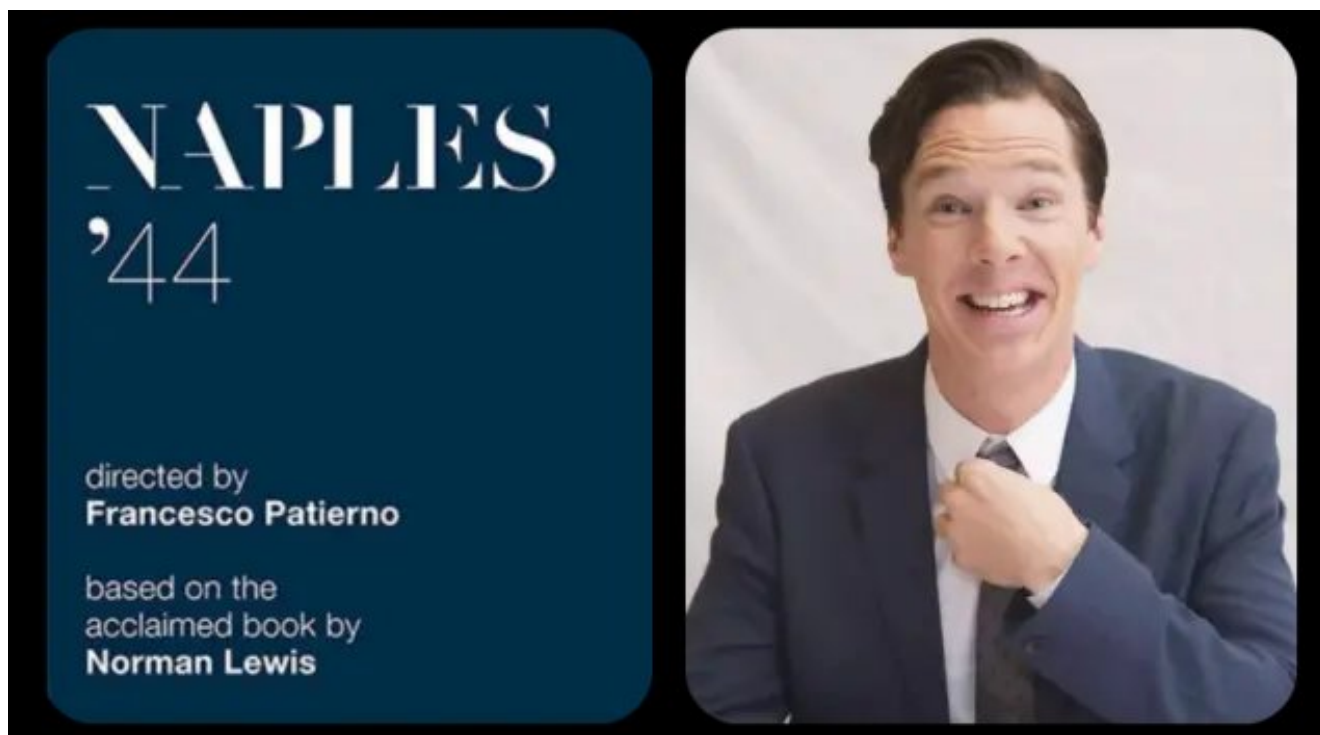 NAPLES
’44
directed by
Francesco Patierno
based on the
acclaimed book by
Norman Lewis